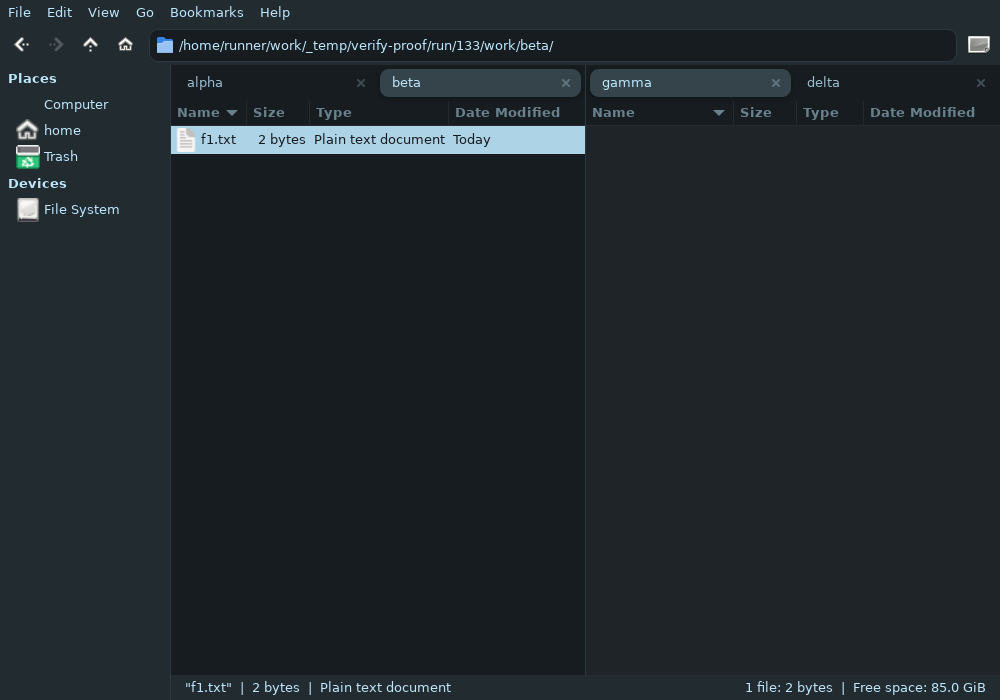 File Edit View Go Bookmarks Help
/home/runner/work/_temp/verify-proof/run/133/work/beta/
Places
Computer
home
Trash
Devices
File System
alpha beta gamma delta
Name Size Type Date Modified Name Size Type Date Modified
f1.txt 2 bytes Plain text document Today
"f1.txt" | 2 bytes | Plain text document 1 file: 2 bytes | Free space: 85.0 GiB